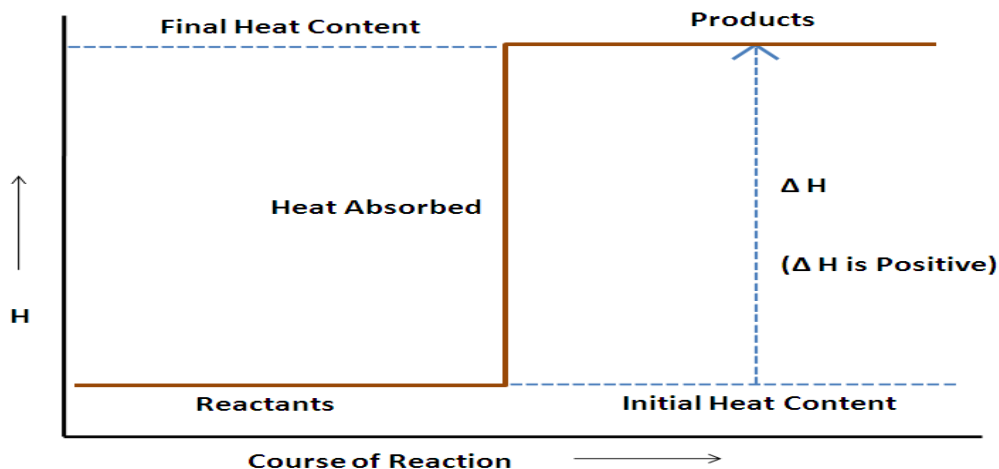 Final Heat Content
Products
Heat Absorbed
Δ H
(Δ H is Positive)
H
Reactants
Initial Heat Content
Course of Reaction